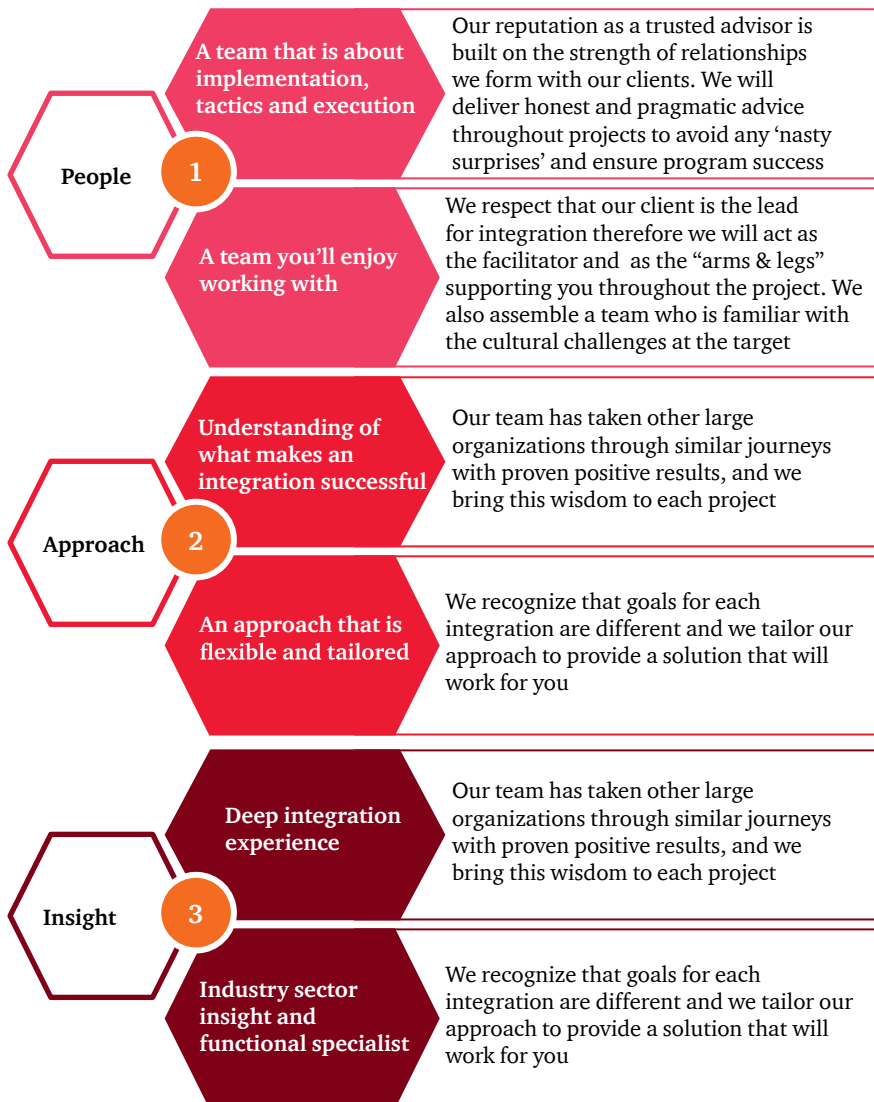 People
1
A team that is about
implementation,
tactics and execution
Our reputation as a trusted advisor is
built on the strength of relationships
we form with our clients. We will
deliver honest and pragmatic advice
throughout projects to avoid any ‘nasty
surprises’ and ensure program success
A team you’ll enjoy
working with
We respect that our client is the lead
for integration therefore we will act as
the facilitator and as the “arms & legs”
supporting you throughout the project. We
also assemble a team who is familiar with
the cultural challenges at the target
Approach
2
Understanding of
what makes an
integration successful
Our team has taken other large
organizations through similar journeys
with proven positive results, and we
bring this wisdom to each project
An approach that is
flexible and tailored
We recognize that goals for each
integration are different and we tailor our
approach to provide a solution that will
work for you
Insight
3
Deep integration
experience
Our team has taken other large
organizations through similar journeys
with proven positive results, and we
bring this wisdom to each project
Industry sector
insight and
functional specialist
We recognize that goals for each
integration are different and we tailor our
approach to provide a solution that will
work for you